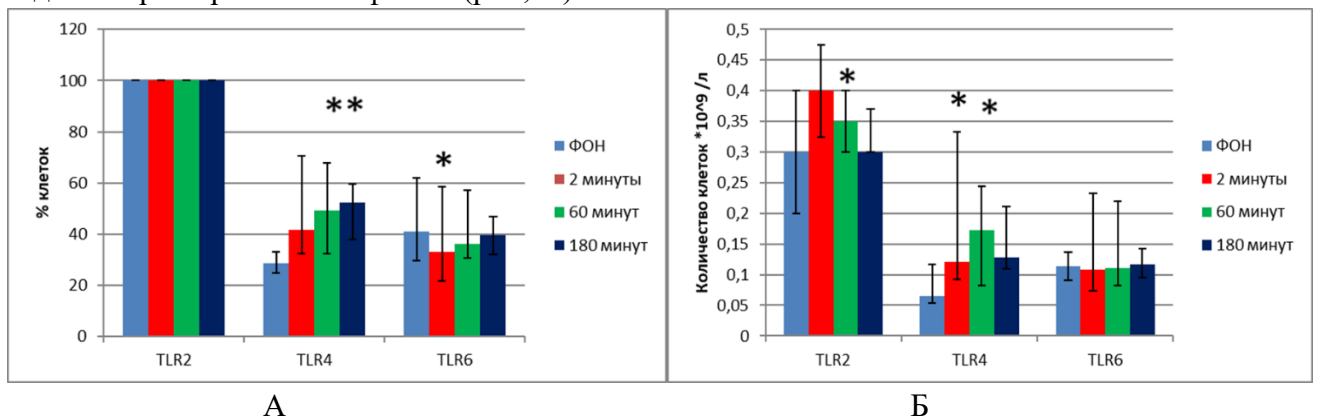 120
100
80
60
40
20
0
% клеток
**
*
TLR2 TLR4 TLR6
ФОН
2 минуты
60 минут
180 минут
0,5
0,45
0,4
0,35
0,3
0,25
0,2
0,15
0,1
0,05
0
Количество клеток *10^9 /л
*
*
*
TLR2 TLR4 TLR6
ФОН
2 минуты
60 минут
180 минут
А Б